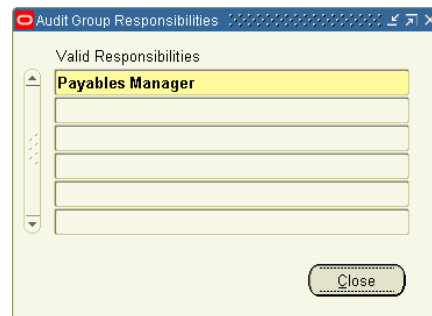 Audit Group Responsibilities
Valid Responsibilities
Payables Manager
Close